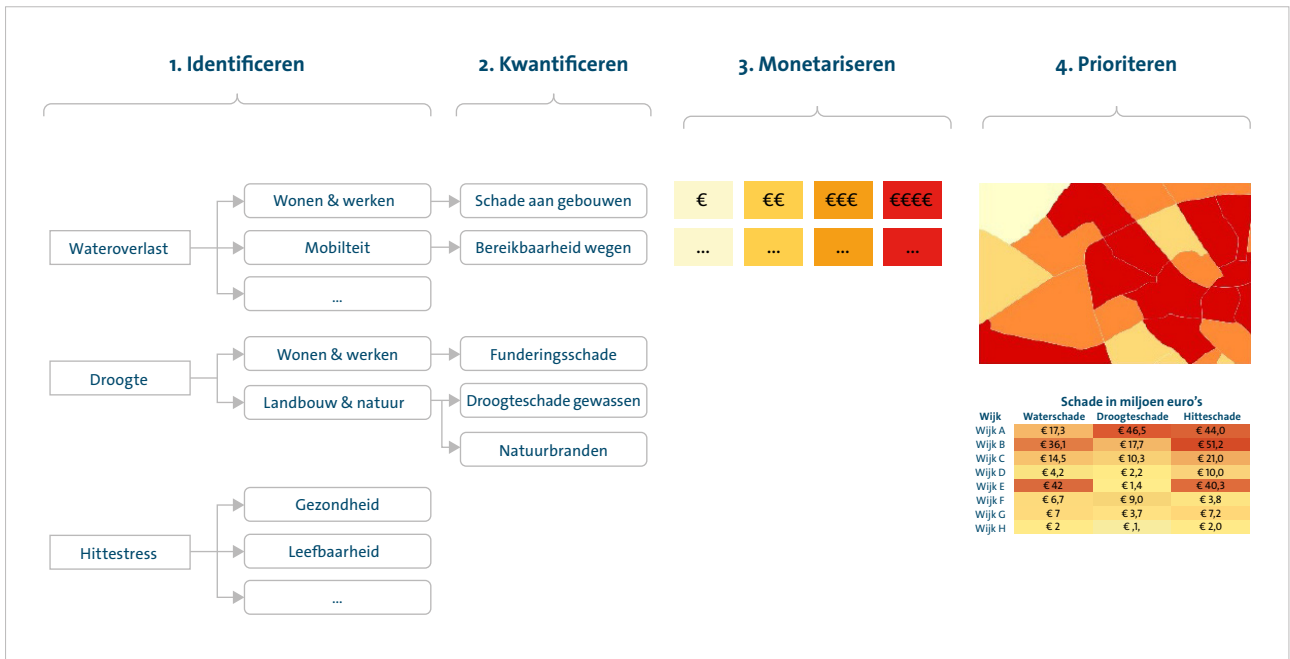 1. Identificeren
2. Kwantificeren
3. Monetariseren
4. Prioriteren
Wateroverlast
Wonen & werken
Schade aan gebouwen
Mobilteit
Bereikbaarheid wegen
...
€ €€ €€€ €€€€
... ... ... ...
Droogte
Wonen & werken
Funderingsschade
Landbouw & natuur
Droogteschade gewassen
Natuurbranden
Hittestress
Gezondheid
Leefbaarheid
...
Schade in miljoen euro's
Wijk Waterschade Droogteschade Hitteschade
Wijk A € 17,3 € 46,5 € 44,0
Wijk B € 36,1 € 17,7 € 51,2
Wijk C € 14,5 € 10,3 € 21,0
Wijk D € 4,2 € 2,2 € 10,0
Wijk E € 42 € 1,4 € 40,3
Wijk F € 6,7 € 9,0 € 3,8
Wijk G € 7 € 3,7 € 7,2
Wijk H € 2 € ,1, € 2,0